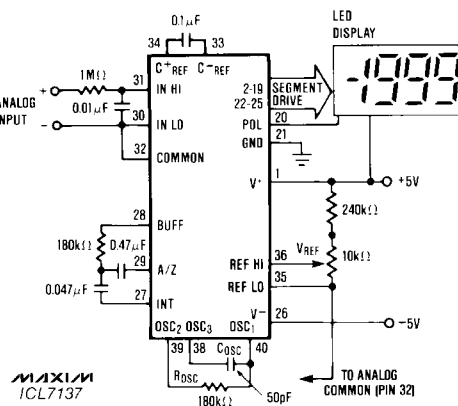 0.1μF
34 33
C⁺REF C⁻REF
LED
DISPLAY
-1999
1MΩ
31
IN HI
ANALOG
INPUT
+
-
0.01μF
30
IN LO
32
COMMON
2-19
22-25
SEGMENT
DRIVE
20
POL
21
GND
1
V⁺
+5V
240kΩ
28
BUFF
180kΩ
0.47μF
29
A/Z
0.047μF
27
INT
36
REF HI
VREF
10kΩ
35
REF LO
V⁻
26
-5V
OSC₂ OSC₃ OSC₁
39 38 40
COSC
ROSC
180kΩ
50pF
TO ANALOG
COMMON (PIN 32)
MAXIM
ICL7137